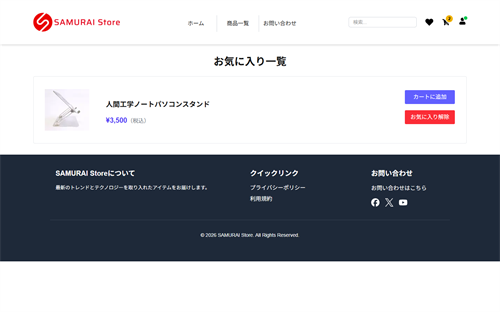 SAMURAI Store
ホーム
商品一覧
お問い合わせ
検索...
2
お気に入り一覧
人間工学ノートパソコンスタンド
¥3,500（税込）
カートに追加
お気に入り解除
SAMURAI Storeについて
最新のトレンドとテクノロジーを取り入れたアイテムをお届けします。
クイックリンク
プライバシーポリシー
利用規約
お問い合わせ
お問い合わせはこちら
© 2026 SAMURAI Store. All Rights Reserved.